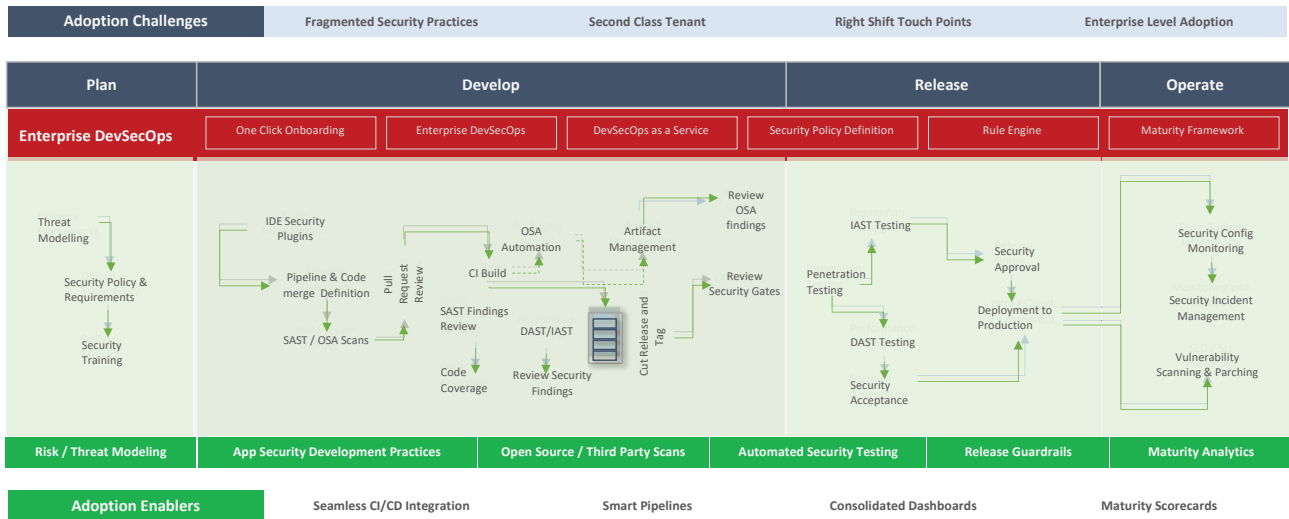 Adoption Challenges
Fragmented Security Practices
Second Class Tenant
Right Shift Touch Points
Enterprise Level Adoption
Plan
Develop
Release
Operate
Enterprise DevSecOps
One Click Onboarding
Enterprise DevSecOps
DevSecOps as a Service
Security Policy Definition
Rule Engine
Maturity Framework
Threat
Modelling
Security Policy &
Requirements
Security
Training
IDE Security
Plugins
Pipeline & Code
merge Definition
SAST / OSA Scans
Pull
Request
Review
CI Build
OSA
Automation
SAST Findings
Review
Code
Coverage
DAST/IAST
Review Security
Findings
Artifact
Management
Cut Release and
Tag
Review
OSA
findings
Review
Security Gates
Penetration
Testing
IAST Testing
DAST Testing
Security
Acceptance
Security
Approval
Deployment to
Production
Security Config
Monitoring
Security Incident
Management
Vulnerability
Scanning & Parching
Risk / Threat Modeling
App Security Development Practices
Open Source / Third Party Scans
Automated Security Testing
Release Guardrails
Maturity Analytics
Adoption Enablers
Seamless CI/CD Integration
Smart Pipelines
Consolidated Dashboards
Maturity Scorecards